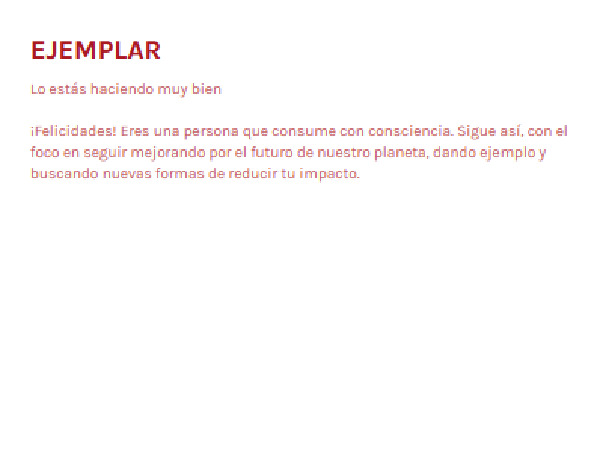 EJEMPLAR
Lo estás haciendo muy bien
¡Felicidades! Eres una persona que consume con consciencia. Sigue así, con el
foco en seguir mejorando por el futuro de nuestro planeta, dando ejemplo y
buscando nuevas formas de reducir tu impacto.